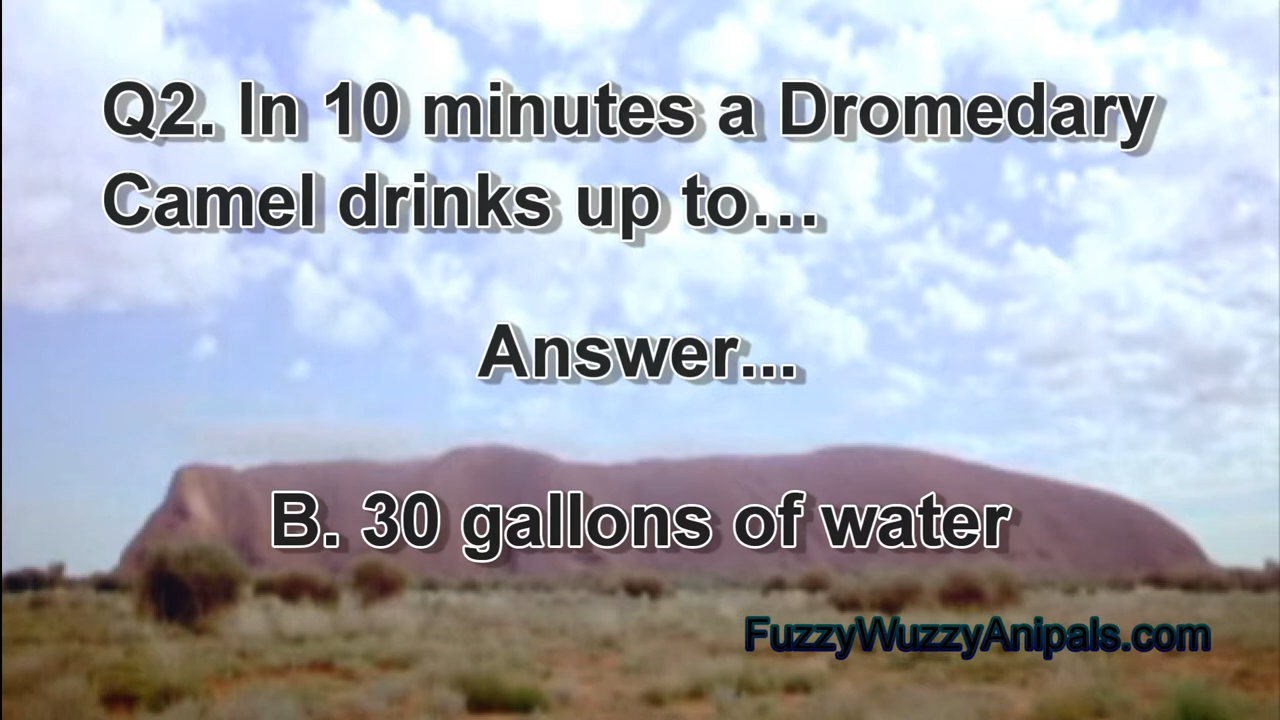 Q2. In 10 minutes a Dromedary
Camel drinks up to…
Answer...
B. 30 gallons of water
FuzzyWuzzyAnipals.com